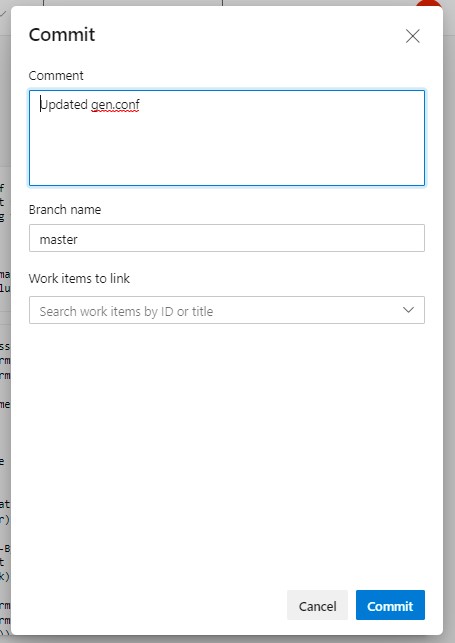 Commit
Comment
Updated gen.conf
Branch name
master
Work items to link
Search work items by ID or title
Cancel
Commit